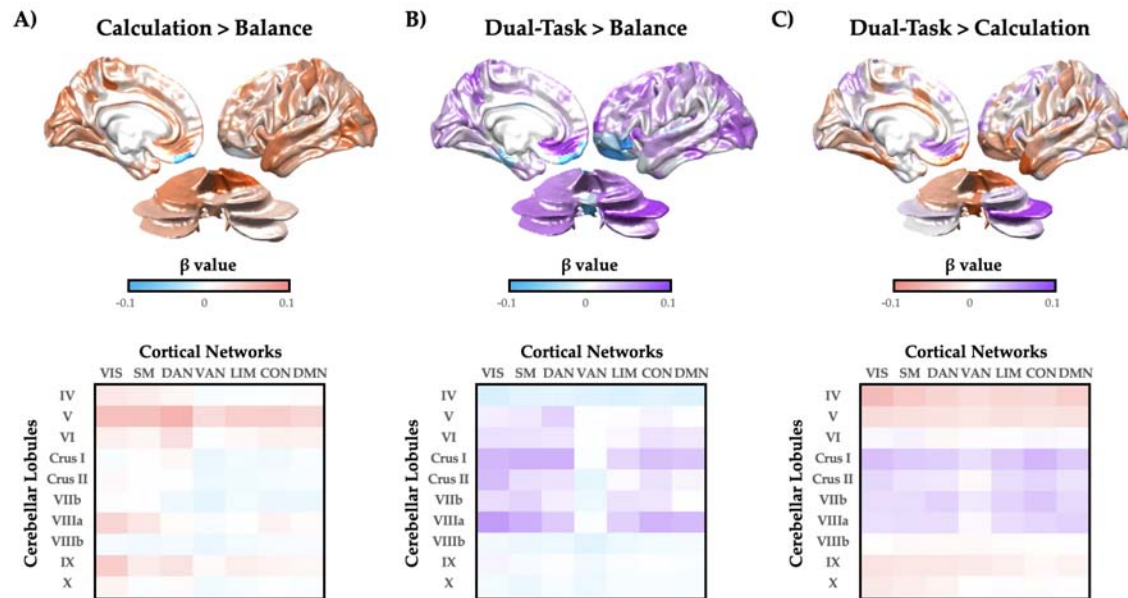 A)
Calculation > Balance
β value
-0.1 0 0.1
Cortical Networks
VIS SM DAN VAN LIM CON DMN
Cerebellar Lobules
IV
V
VI
Crus I
Crus II
VIIb
VIIIa
VIIIb
IX
X
B)
Dual-Task > Balance
β value
-0.1 0 0.1
Cortical Networks
VIS SM DAN VAN LIM CON DMN
Cerebellar Lobules
IV
V
VI
Crus I
Crus II
VIIb
VIIIa
VIIIb
IX
X
C)
Dual-Task > Calculation
β value
-0.1 0 0.1
Cortical Networks
VIS SM DAN VAN LIM CON DMN
Cerebellar Lobules
IV
V
VI
Crus I
Crus II
VIIb
VIIIa
VIIIb
IX
X